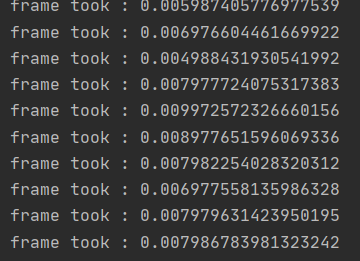 frame took : 0.005987405776977539
frame took : 0.006976604461669922
frame took : 0.004988431930541992
frame took : 0.007977724075317383
frame took : 0.009972572326660156
frame took : 0.008977651596069336
frame took : 0.007982254028320312
frame took : 0.006977558135986328
frame took : 0.007979631423950195
frame took : 0.007986783981323242